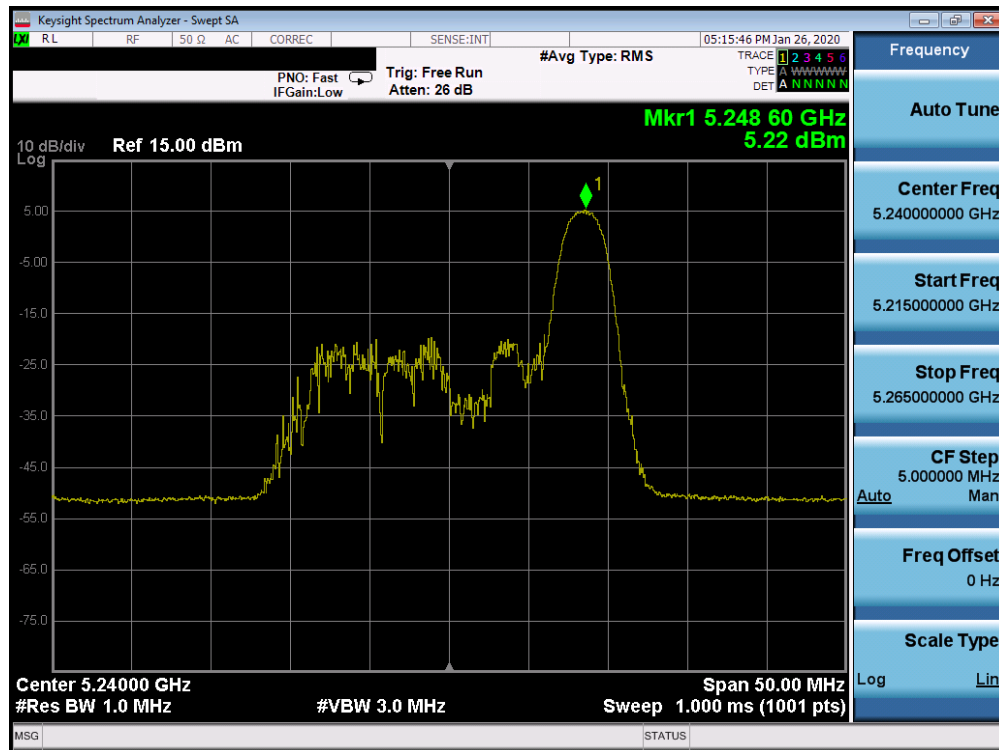 Keysight Spectrum Analyzer - Swept SA
LXI RL RF 50 Ω AC CORREC SENSE:INT 05:15:46 PM Jan 26, 2020
#Avg Type: RMS
TRACE 1 2 3 4 5 6
TYPE A WWWWW
DET A N N N N N
PNO: Fast
IFGain:Low
Trig: Free Run
Atten: 26 dB
Mkr1 5.248 60 GHz
5.22 dBm
10 dB/div
Log
Ref 15.00 dBm
1
5.00
-5.00
-15.0
-25.0
-35.0
-45.0
-55.0
-65.0
-75.0
Center 5.24000 GHz
Span 50.00 MHz
#Res BW 1.0 MHz
#VBW 3.0 MHz
Sweep 1.000 ms (1001 pts)
MSG
STATUS
Frequency
Auto Tune
Center Freq
5.240000000 GHz
Start Freq
5.215000000 GHz
Stop Freq
5.265000000 GHz
CF Step
5.000000 MHz
Auto Man
Freq Offset
0 Hz
Scale Type
Log Lin